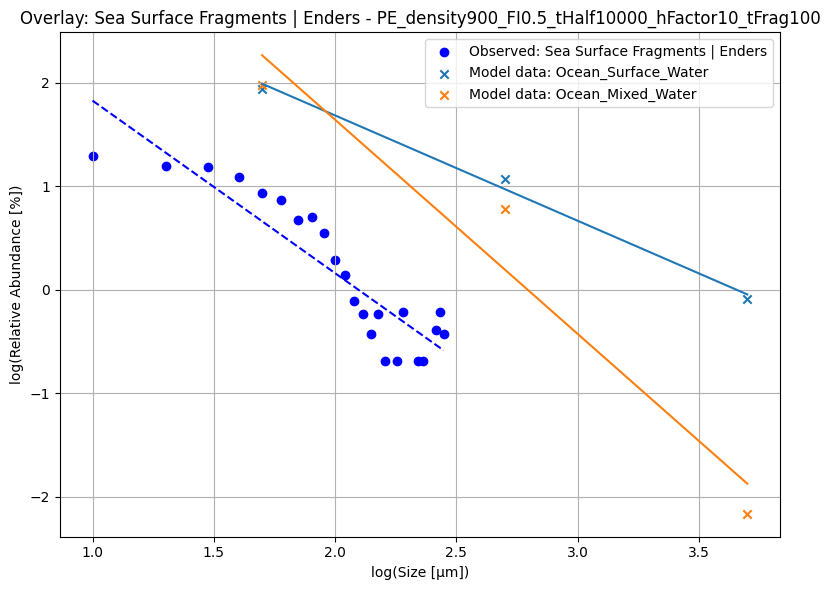 Overlay: Sea Surface Fragments | Enders - PE_density900_FI0.5_tHalf10000_hFactor10_tFrag100
Observed: Sea Surface Fragments | Enders
Model data: Ocean_Surface_Water
Model data: Ocean_Mixed_Water
log(Relative Abundance [%])
2
1
0
−1
−2
1.0 1.5 2.0 2.5 3.0 3.5
log(Size [μm])